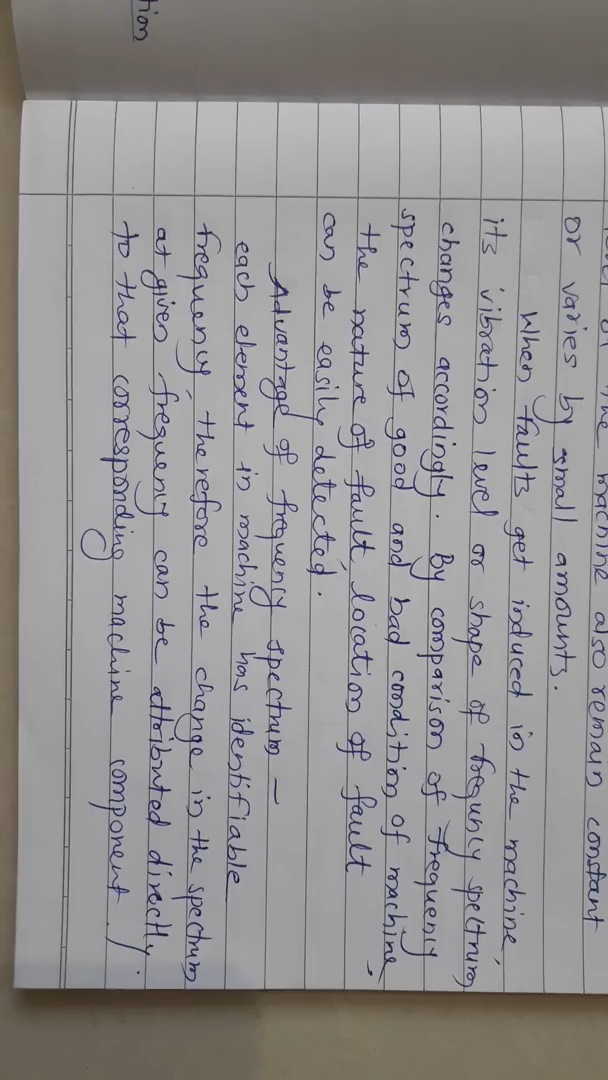 the machine also remain constant
or varies by small amounts.
When faults get induced in the machine,
its vibration level or shape of frequncy spectrum
changes accordingly. By comparison of frequency
spectrum of good and bad condition of machine,
the nature of fault, location of fault
can be easily detected.
Advantage of frequency spectrum –
each element in machine has identifiable
frequency, therefore the change in the spectrum
at given frequency can be attributed directly
to that corresponding machine component.
tion